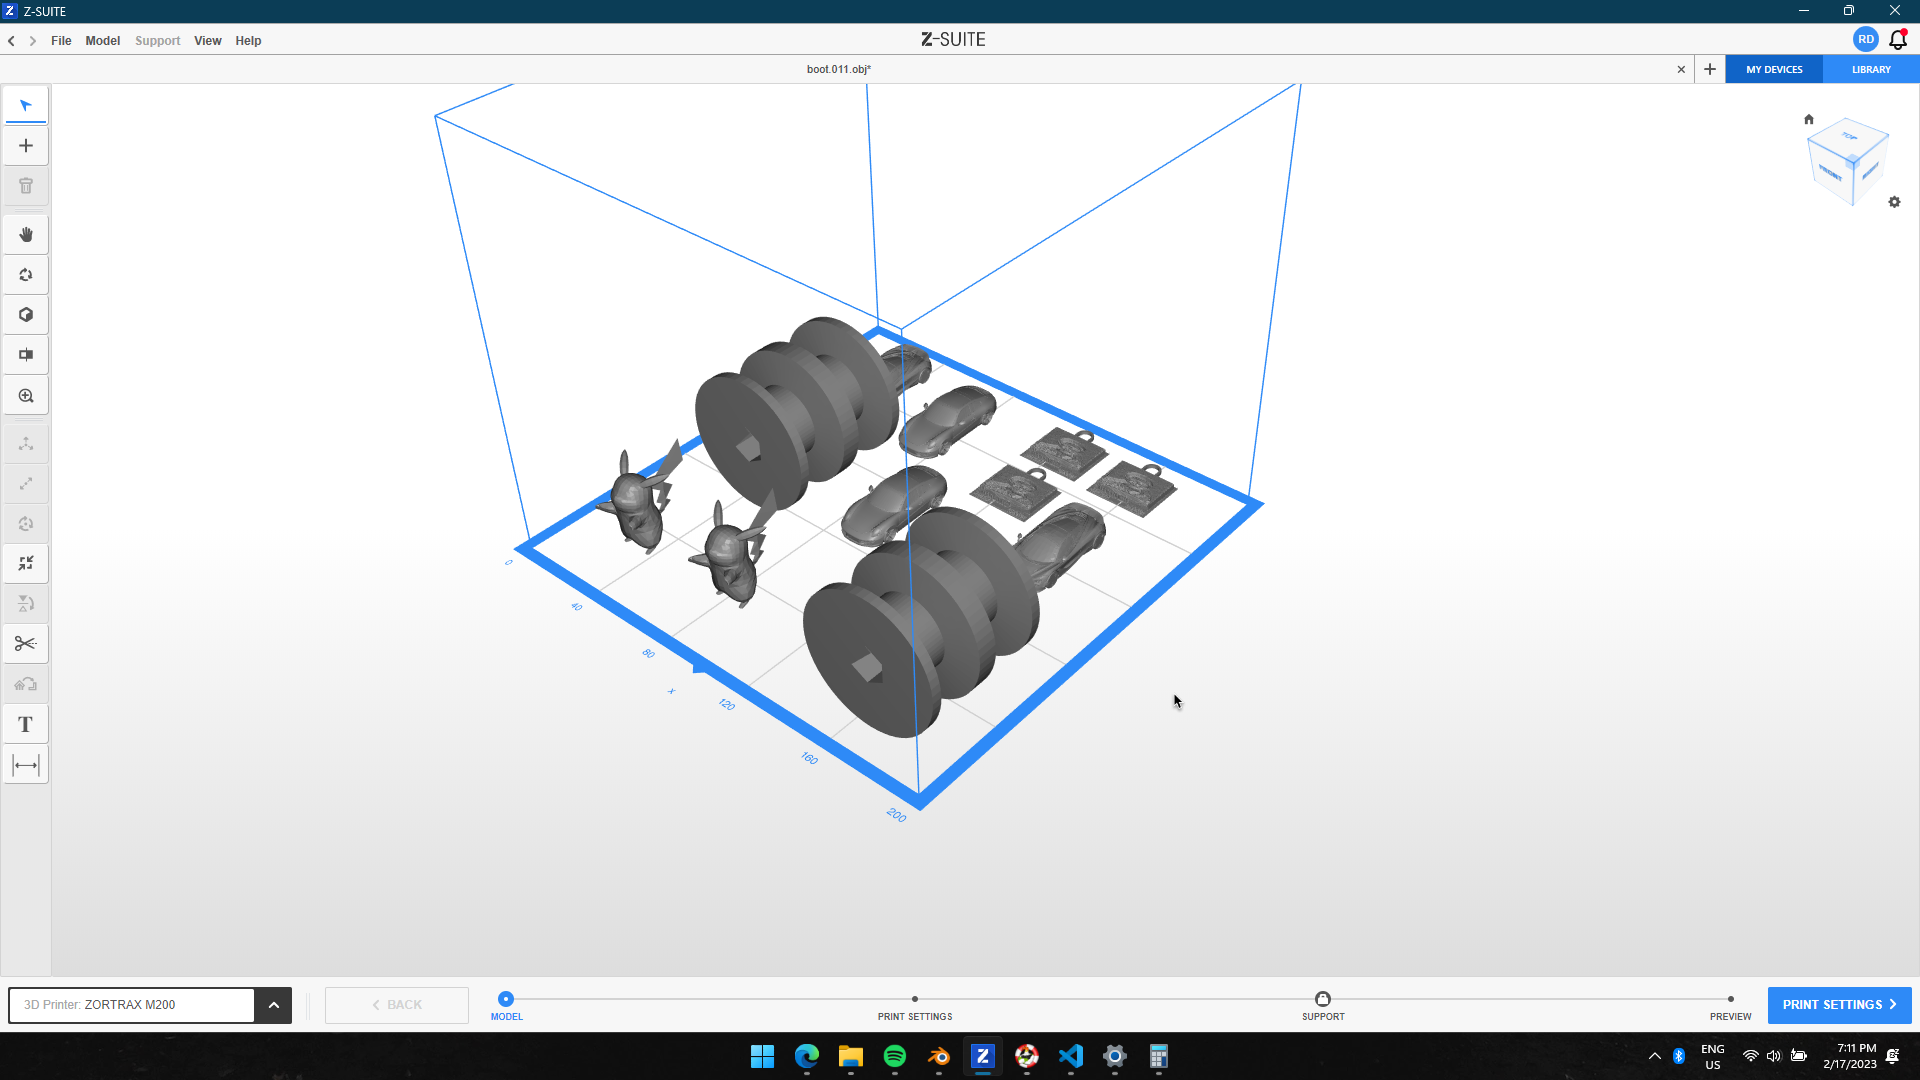 Z-SUITE
File Model Support View Help
Z-SUITE
RD
boot.011.obj*
MY DEVICES
LIBRARY
TOP
FRONT
0
40
80
x
120
160
200
T
3D Printer: ZORTRAX M200
BACK
MODEL
PRINT SETTINGS
SUPPORT
PREVIEW
PRINT SETTINGS
Z
ENG
US
7:11 PM
2/17/2023